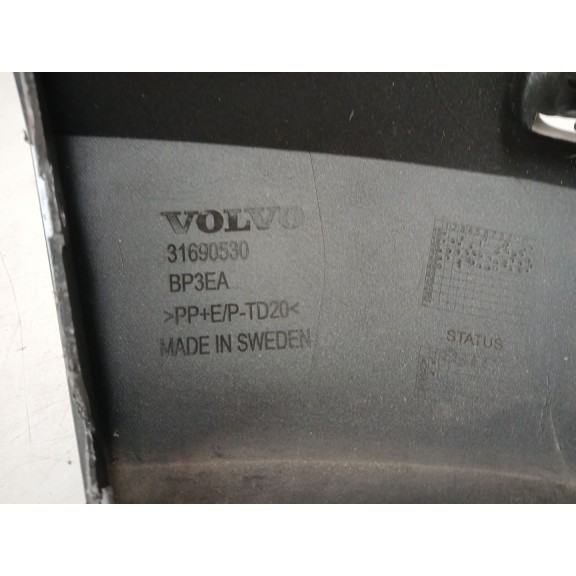 VOLVO
31690530
BP3EA
>PP+E/P-TD20<
MADE IN SWEDEN
STATUS